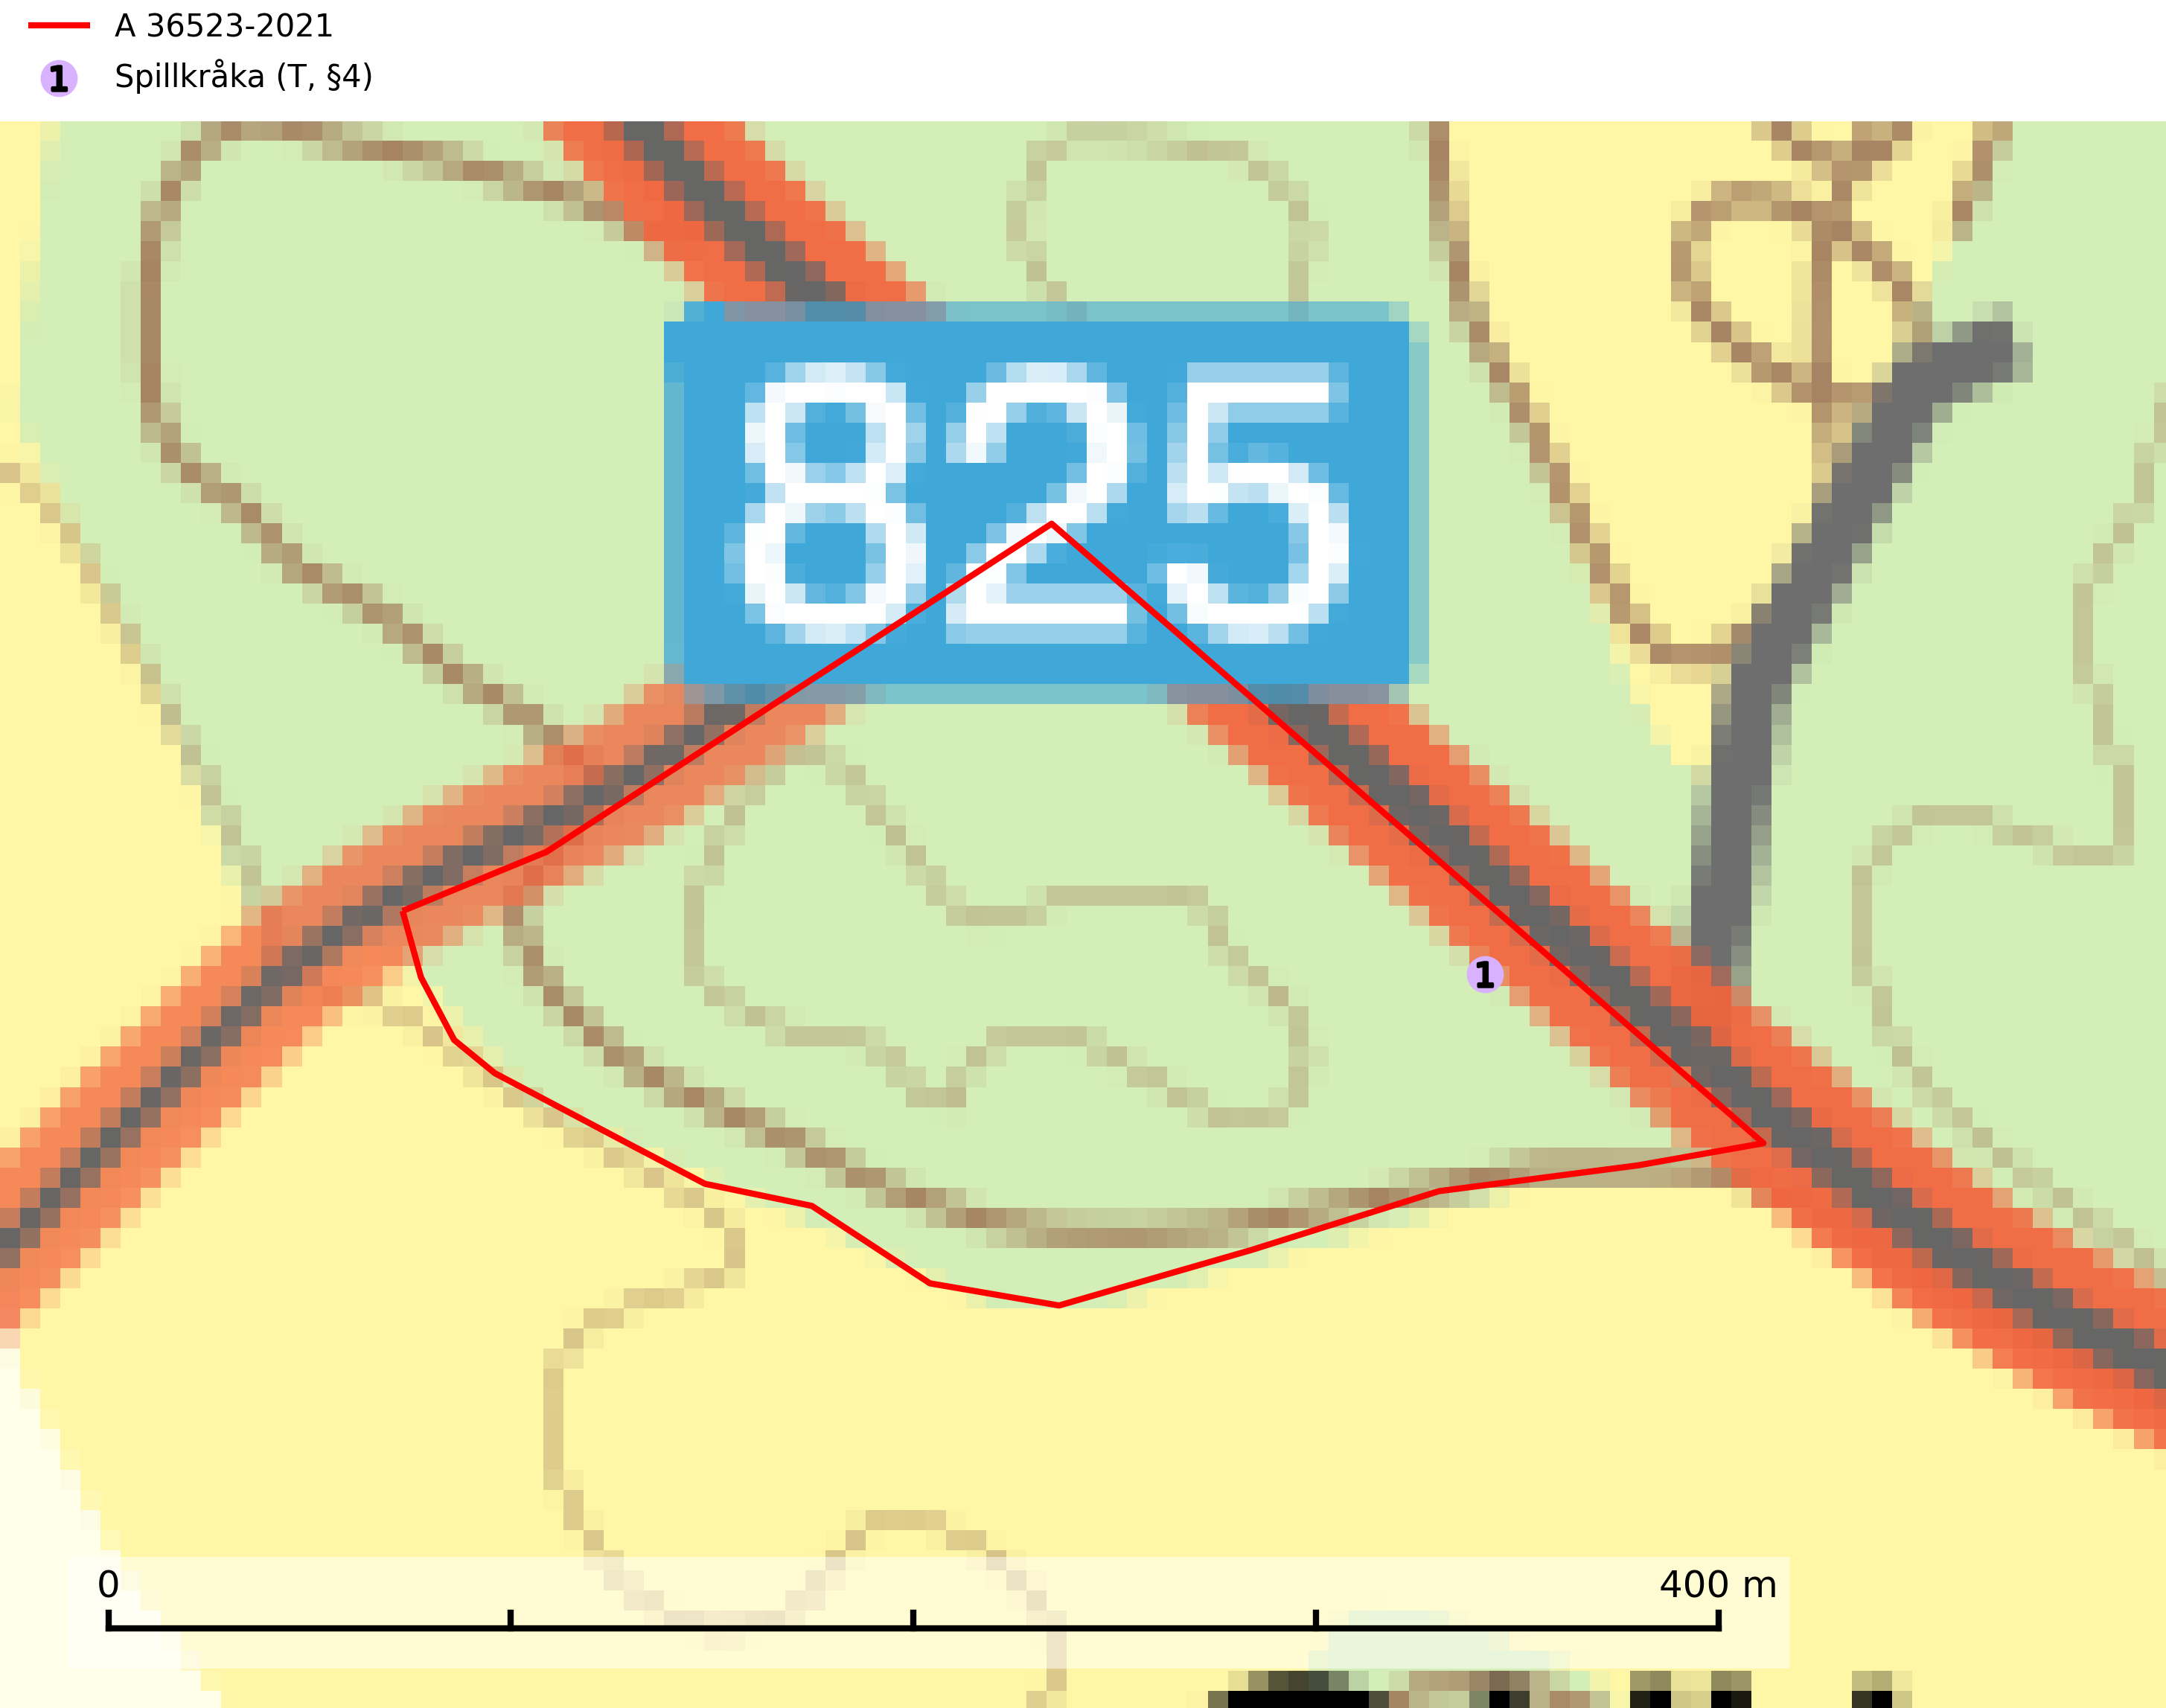 A 36523-2021
1 Spillkråka (T, §4)
825
1
0 400 m